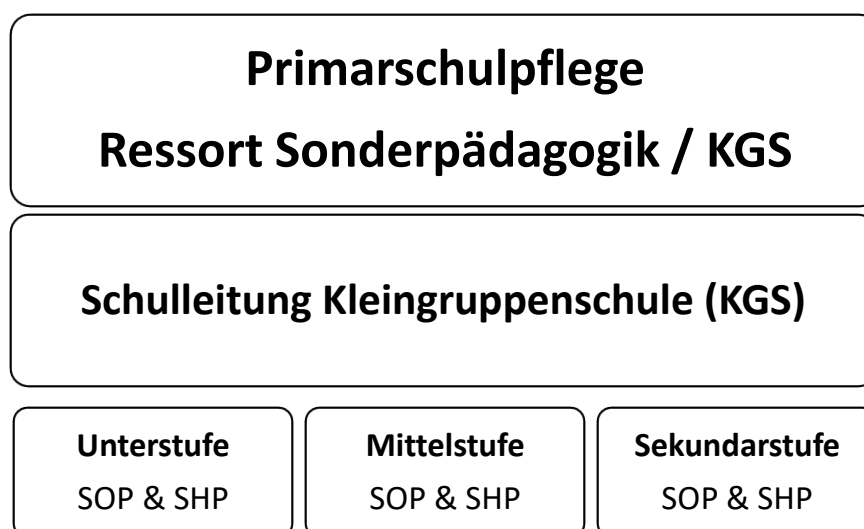 Primarschulpflege
Ressort Sonderpädagogik / KGS
Schulleitung Kleingruppenschule (KGS)
Unterstufe
SOP & SHP
Mittelstufe
SOP & SHP
Sekundarstufe
SOP & SHP